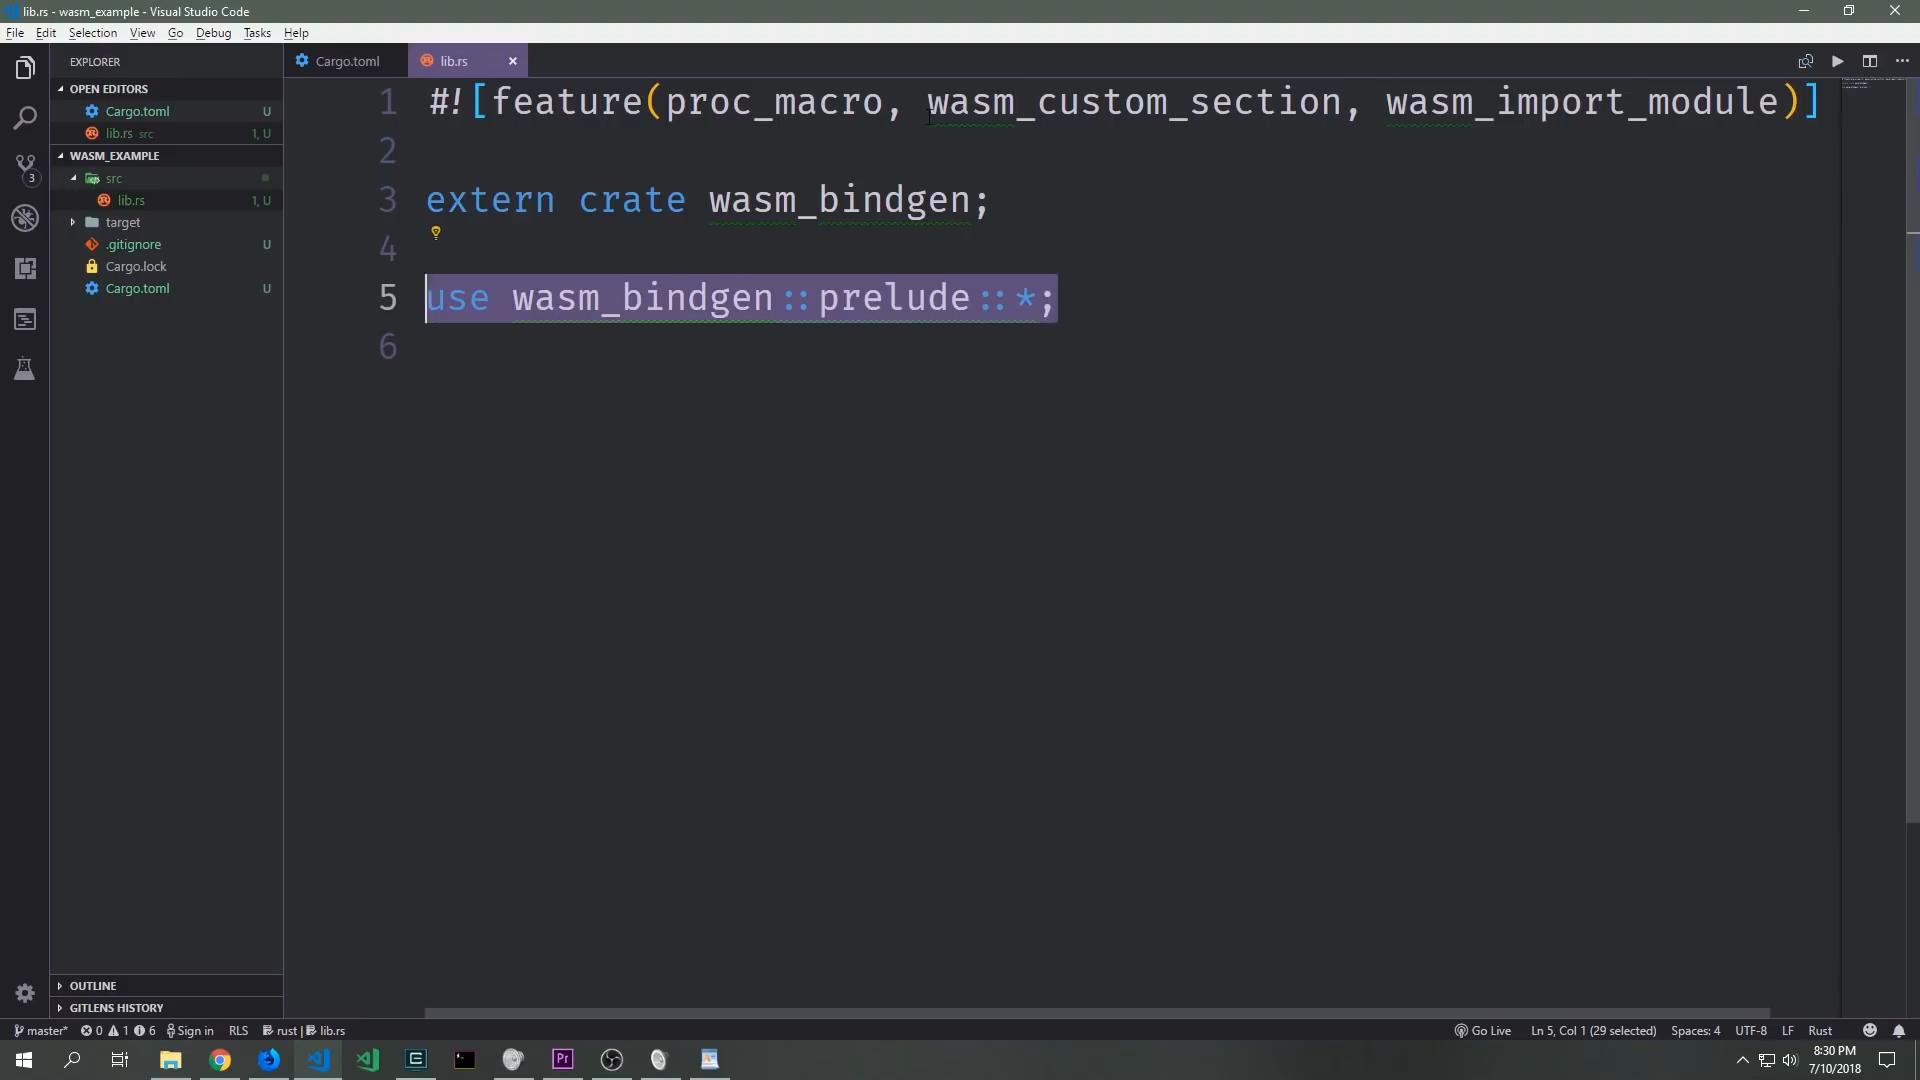 lib.rs - wasm_example - Visual Studio Code
File Edit Selection View Go Debug Tasks Help
EXPLORER
OPEN EDITORS
Cargo.toml U
lib.rs src 1, U
WASM_EXAMPLE
src
lib.rs 1, U
target
.gitignore U
Cargo.lock
Cargo.toml U
OUTLINE
GITLENS HISTORY
3
Cargo.toml lib.rs
1 #![feature(proc_macro, wasm_custom_section, wasm_import_module)]
2
3 extern crate wasm_bindgen;
4
5 use wasm_bindgen::prelude::*;
6
master* 0 1 6 Sign in RLS rust | lib.rs Go Live Ln 5, Col 1 (29 selected) Spaces: 4 UTF-8 LF Rust
Pr
8:30 PM
7/10/2018